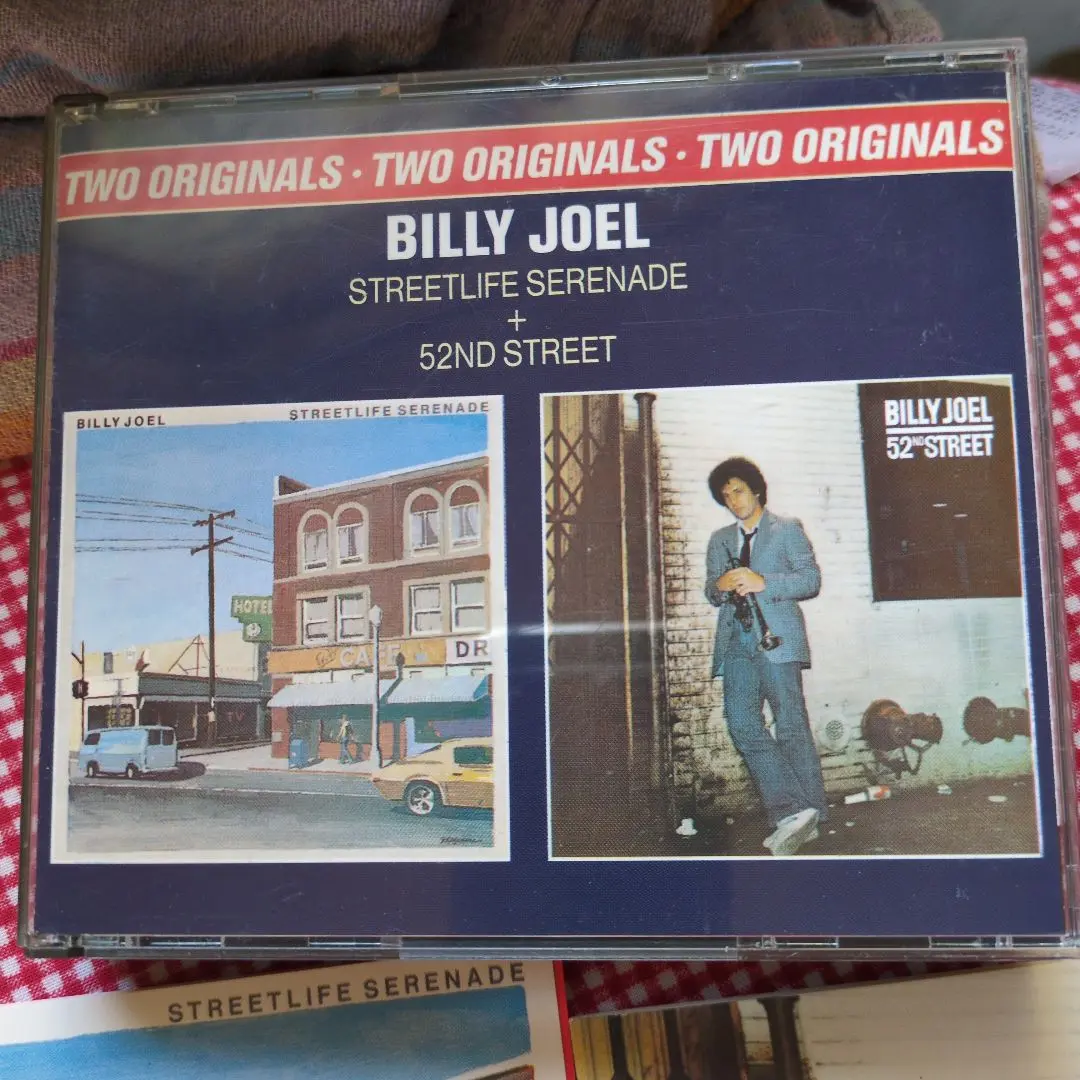 TWO ORIGINALS · TWO ORIGINALS · TWO ORIGINALS
BILLY JOEL
STREETLIFE SERENADE
+
52ND STREET
BILLY JOEL STREETLIFE SERENADE
HOTEL
CAFE
DR
BILLY JOEL
52ND STREET
STREETLIFE SERENADE